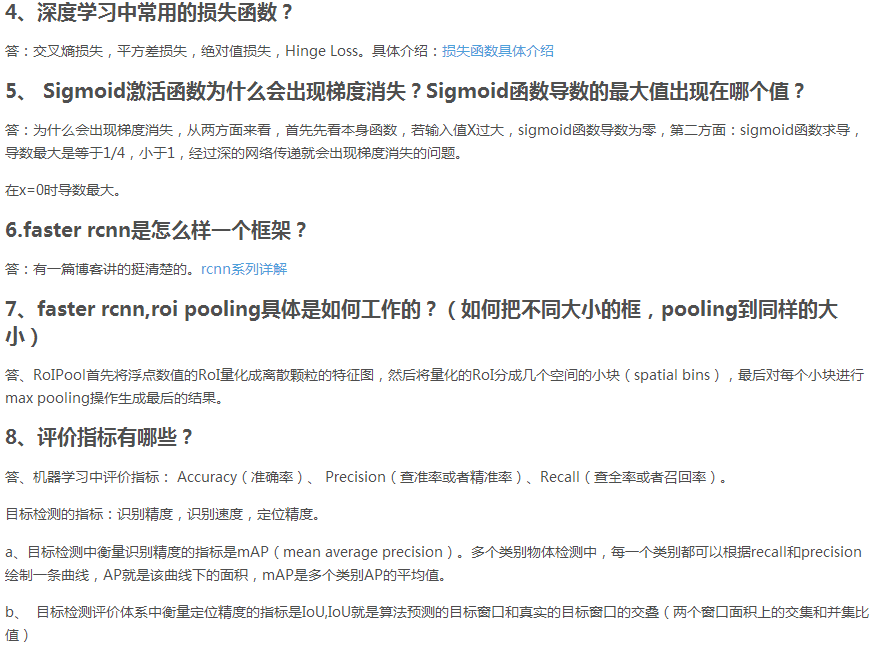 4、深度学习中常用的损失函数？
答：交叉熵损失，平方差损失，绝对值损失，Hinge Loss。具体介绍：损失函数具体介绍
5、 Sigmoid激活函数为什么会出现梯度消失？Sigmoid函数导数的最大值出现在哪个值？
答：为什么会出现梯度消失，从两方面来看，首先先看本身函数，若输入值X过大，sigmoid函数导数为零，第二方面：sigmoid函数求导，
导数最大是等于1/4，小于1，经过深的网络传递就会出现梯度消失的问题。
在x=0时导数最大。
6.faster rcnn是怎么样一个框架？
答：有一篇博客讲的挺清楚的。rcnn系列详解
7、faster rcnn,roi pooling具体是如何工作的？（如何把不同大小的框，pooling到同样的大
小）
答、RoIPool首先将浮点数值的RoI量化成离散颗粒的特征图，然后将量化的RoI分成几个空间的小块（spatial bins），最后对每个小块进行
max pooling操作生成最后的结果。
8、评价指标有哪些？
答、机器学习中评价指标： Accuracy（准确率）、 Precision（查准率或者精准率）、Recall（查全率或者召回率）。
目标检测的指标：识别精度，识别速度，定位精度。
a、目标检测中衡量识别精度的指标是mAP（mean average precision）。多个类别物体检测中，每一个类别都可以根据recall和precision
绘制一条曲线，AP就是该曲线下的面积，mAP是多个类别AP的平均值。
b、 目标检测评价体系中衡量定位精度的指标是IoU,IoU就是算法预测的目标窗口和真实的目标窗口的交叠（两个窗口面积上的交集和并集比
值）